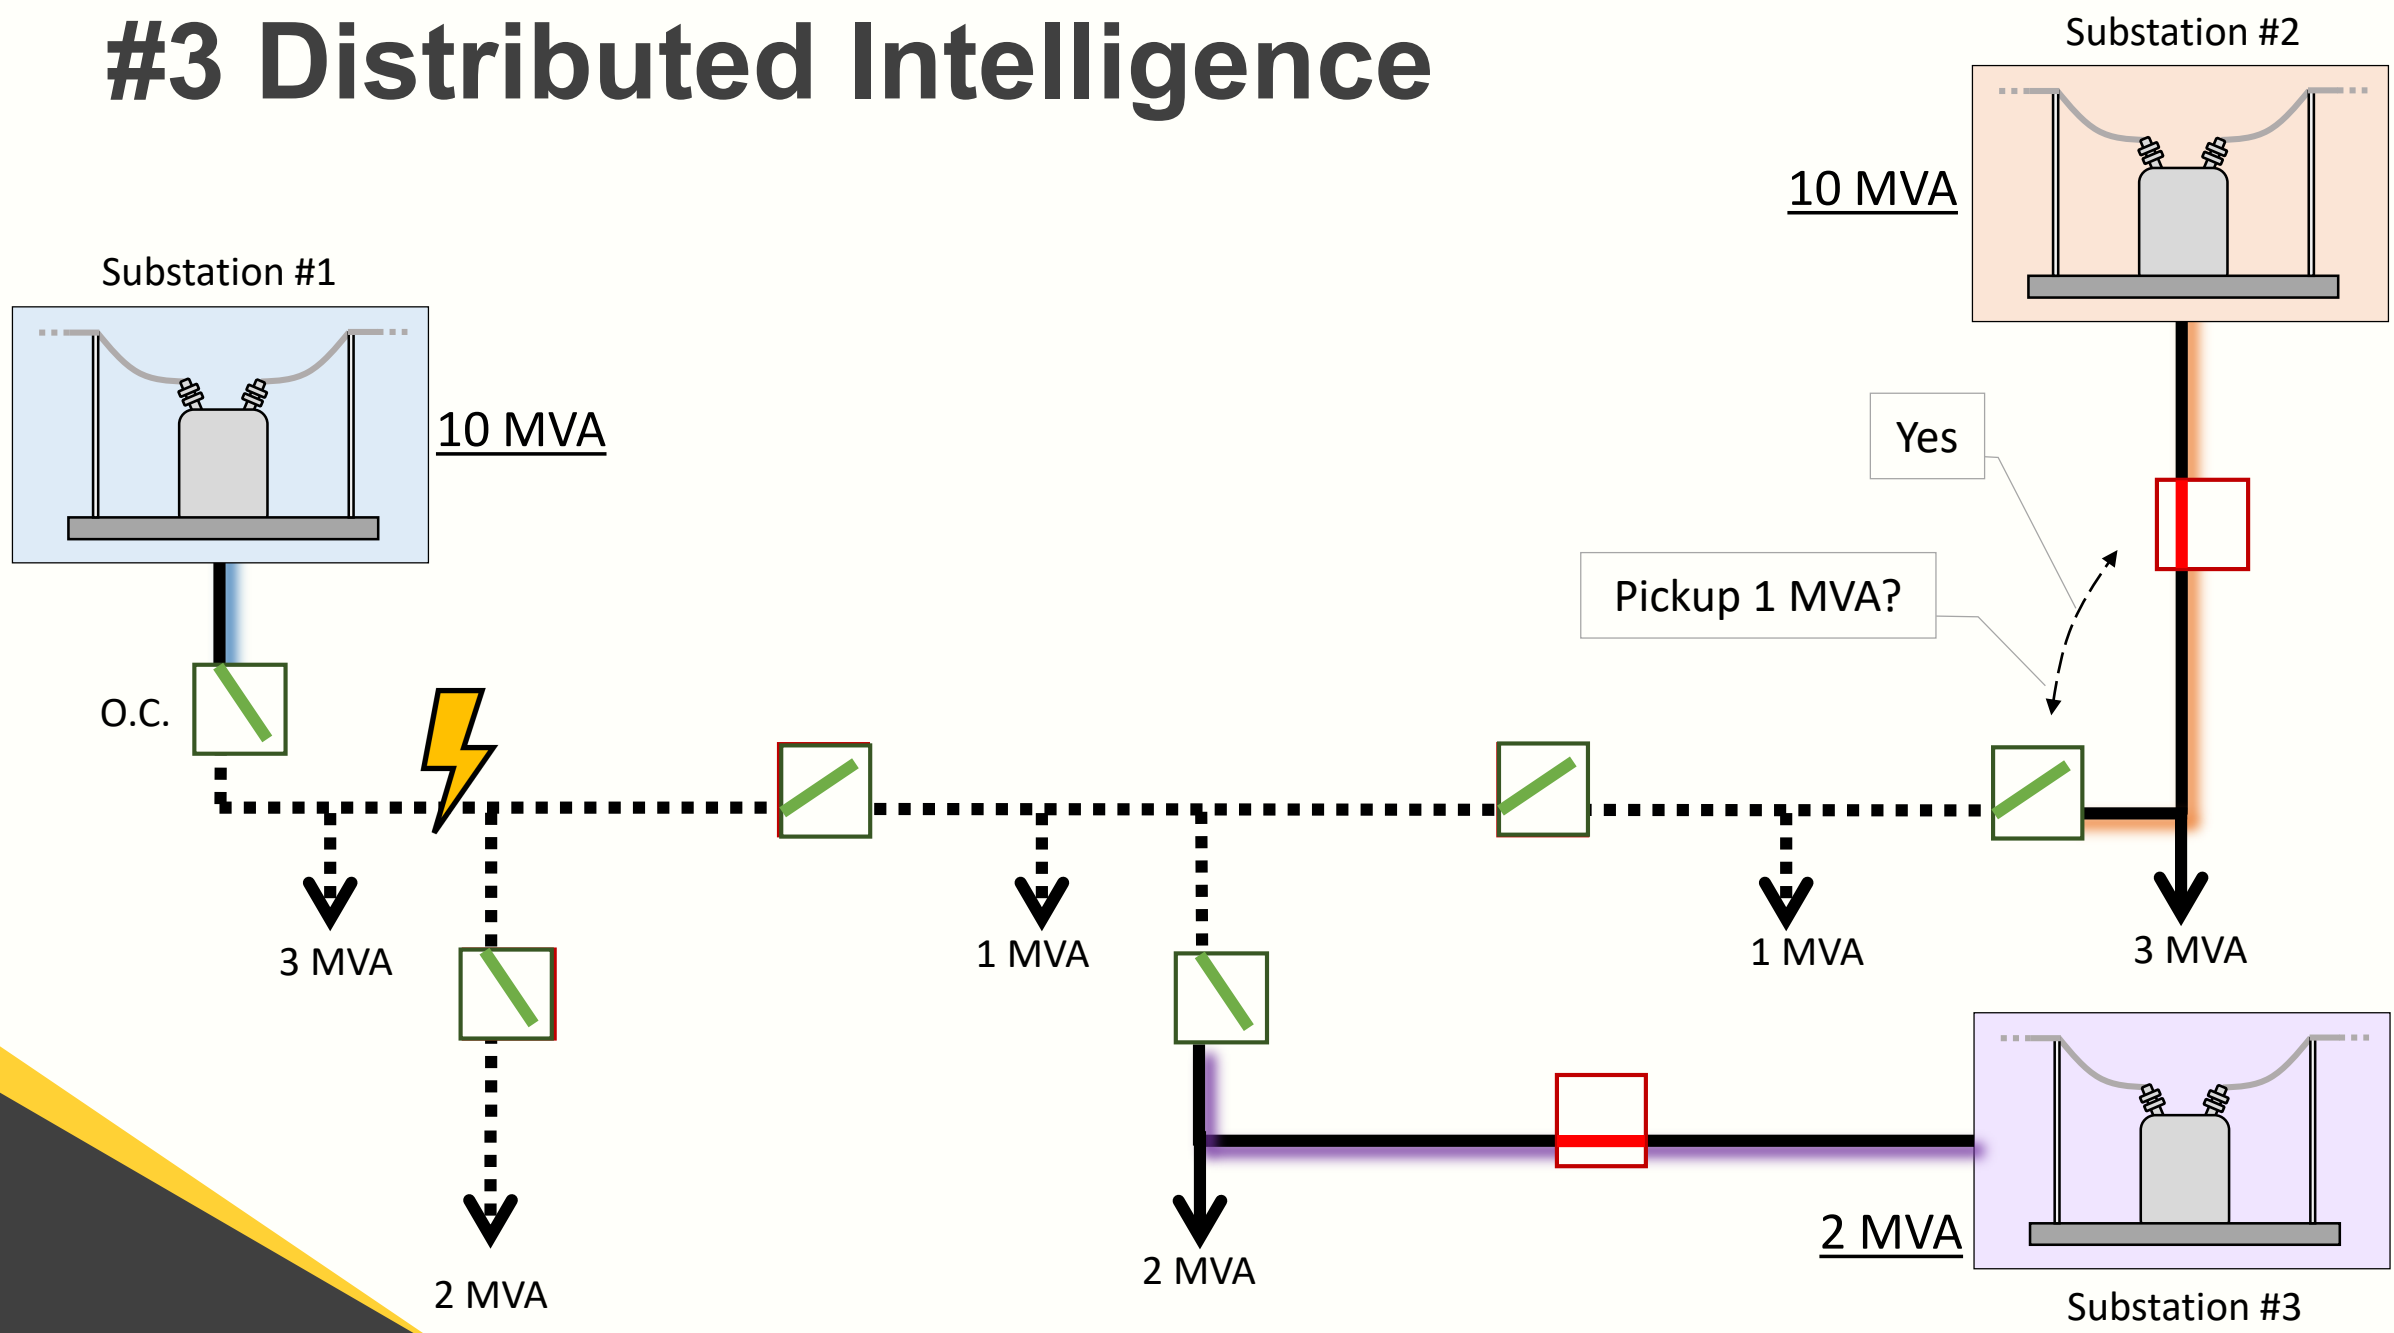 #3 Distributed Intelligence
Substation #2
10 MVA
Substation #1
10 MVA
Yes
Pickup 1 MVA?
O.C.
3 MVA
1 MVA
1 MVA
3 MVA
2 MVA
2 MVA
2 MVA
Substation #3